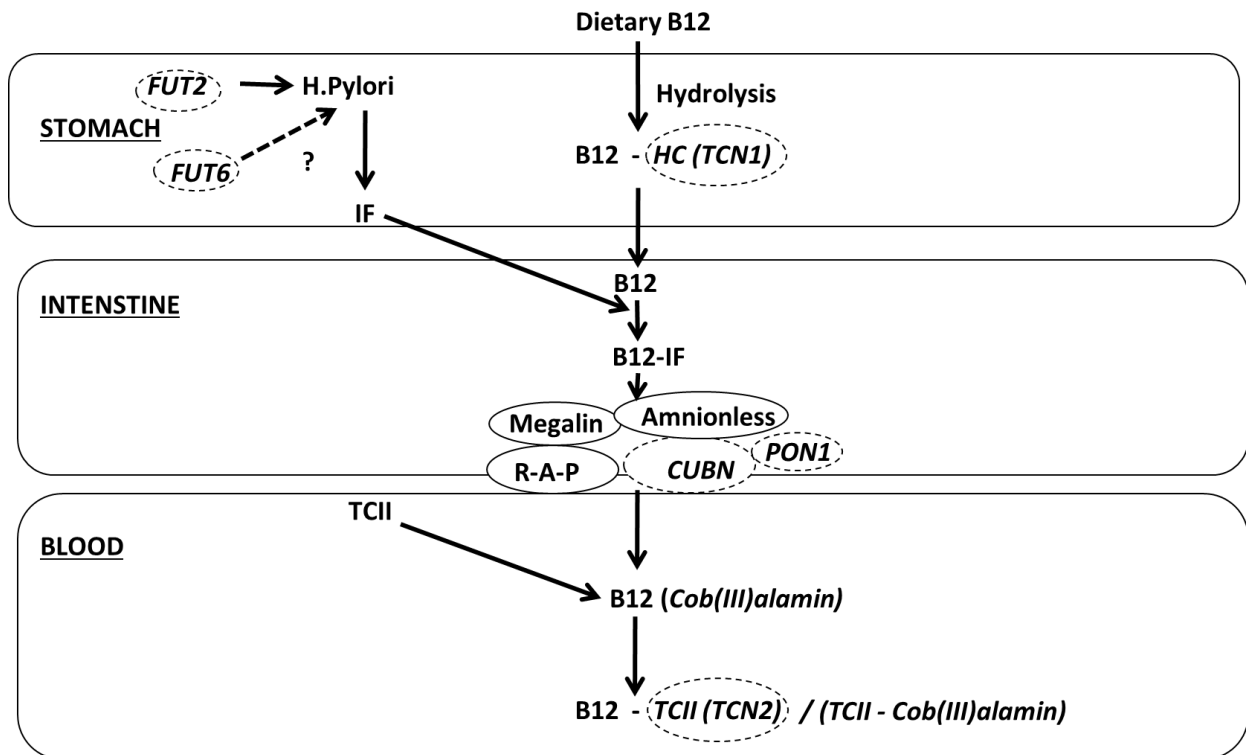 Dietary B12
FUT2
H.Pylori
Hydrolysis
STOMACH
B12 - HC (TCN1)
FUT6
?
IF
B12
INTENSTINE
B12-IF
Megalin
Amnionless
PON1
R-A-P
CUBN
TCII
BLOOD
B12 (Cob(III)alamin)
B12 - TCII (TCN2) / (TCII - Cob(III)alamin)